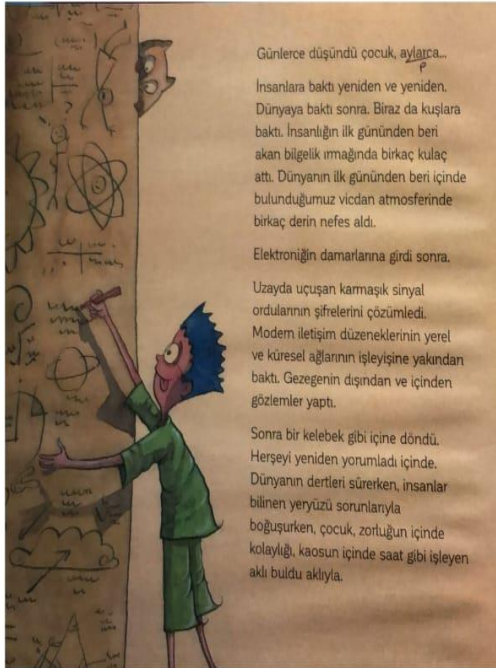 Günlerce düşündü çocuk, aylarca...
İnsanlara baktı yeniden ve yeniden.
Dünyaya baktı sonra. Biraz da kuşlara
baktı. İnsanlığın ilk gününden beri
akan bilgelik ırmağında birkaç kulaç
attı. Dünyanın ilk gününden beri içinde
bulunduğumuz vicdan atmosferinde
birkaç derin nefes aldı.
Elektroniğin damarlarına girdi sonra.
Uzayda uçuşan karmaşık sinyal
ordularının şifrelerini çözümledi.
Modern iletişim düzeneklerinin yerel
ve küresel ağlarının işleyişine yakından
baktı. Gezegenin dışından ve içinden
gözlemler yaptı.
Sonra bir kelebek gibi içine döndü.
Herşeyi yeniden yorumladı içinde.
Dünyanın dertleri sürerken, insanlar
bilinen yeryüzü sorunlarıyla
boğuşurken, çocuk, zorluğun içinde
kolaylığı, kaosun içinde saat gibi işleyen
aklı buldu aklıyla.